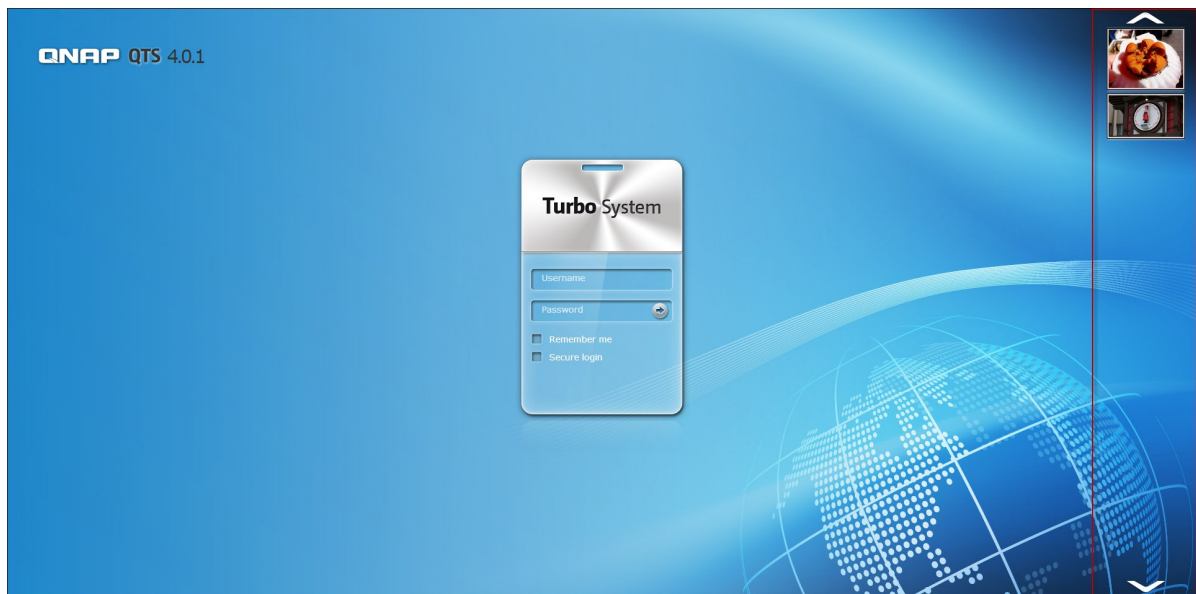 QNAP QTS 4.0.1
Turbo System
Username
Password
Remember me
Secure login